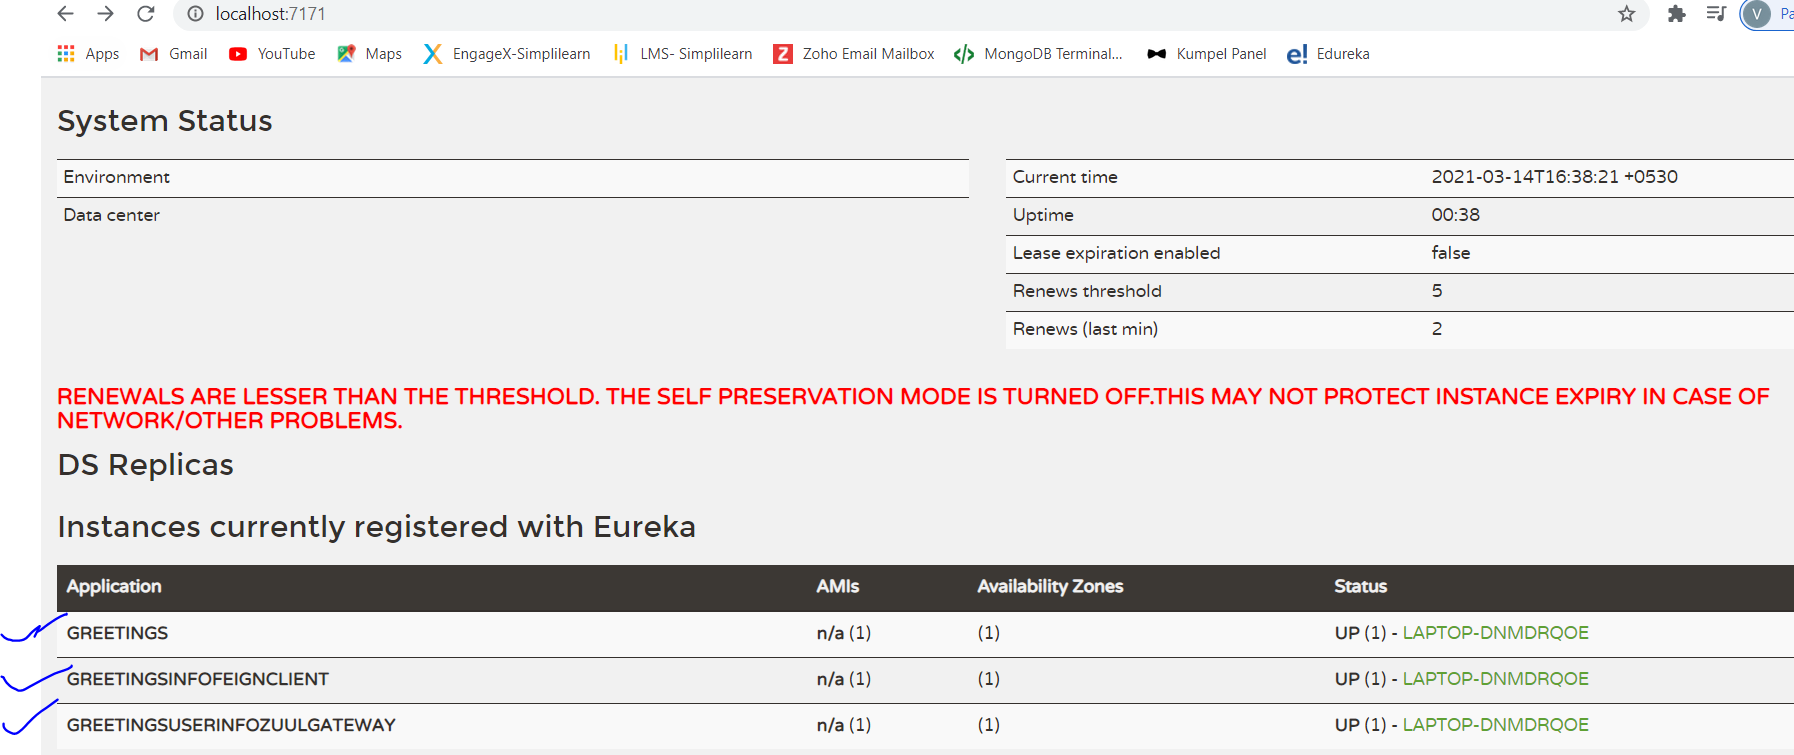 localhost:7171
V Pa
Apps Gmail YouTube Maps EngageX-Simplilearn LMS- Simplilearn Z Zoho Email Mailbox MongoDB Terminal... Kumpel Panel e! Edureka
System Status
Environment
Data center
Current time 2021-03-14T16:38:21 +0530
Uptime 00:38
Lease expiration enabled false
Renews threshold 5
Renews (last min) 2
RENEWALS ARE LESSER THAN THE THRESHOLD. THE SELF PRESERVATION MODE IS TURNED OFF.THIS MAY NOT PROTECT INSTANCE EXPIRY IN CASE OF
NETWORK/OTHER PROBLEMS.
DS Replicas
Instances currently registered with Eureka
Application AMIs Availability Zones Status
GREETINGS n/a (1) (1) UP (1) - LAPTOP-DNMDRQOE
GREETINGSINFOFEIGNCLIENT n/a (1) (1) UP (1) - LAPTOP-DNMDRQOE
GREETINGSUSERINFOZUULGATEWAY n/a (1) (1) UP (1) - LAPTOP-DNMDRQOE